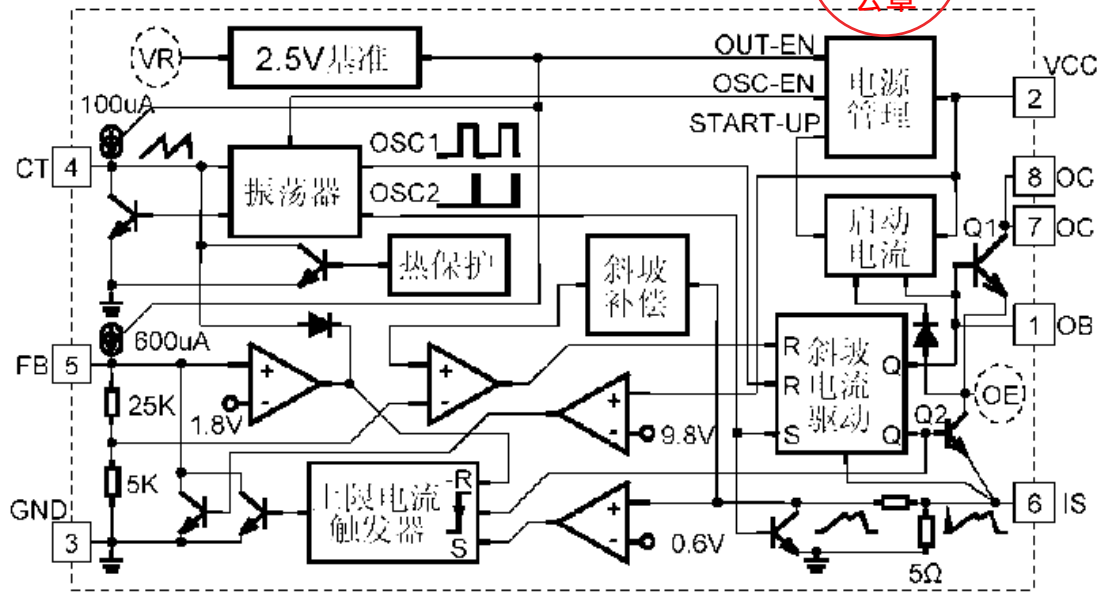 公章
VR
2.5V基准
OUT-EN
OSC-EN
START-UP
电源
管理
VCC
2
100uA
CT
4
振荡器
OSC1
OSC2
8
OC
7
OC
Q1
启动
电流
热保护
斜坡
补偿
1
OB
600uA
FB
5
+
-
1.8V
25K
+
-
+
-
9.8V
R
R
S
斜坡
电流
驱动
Q
Q
OE
Q2
5K
GND
3
上限电流
触发器
R
S
+
-
0.6V
6
IS
5Ω